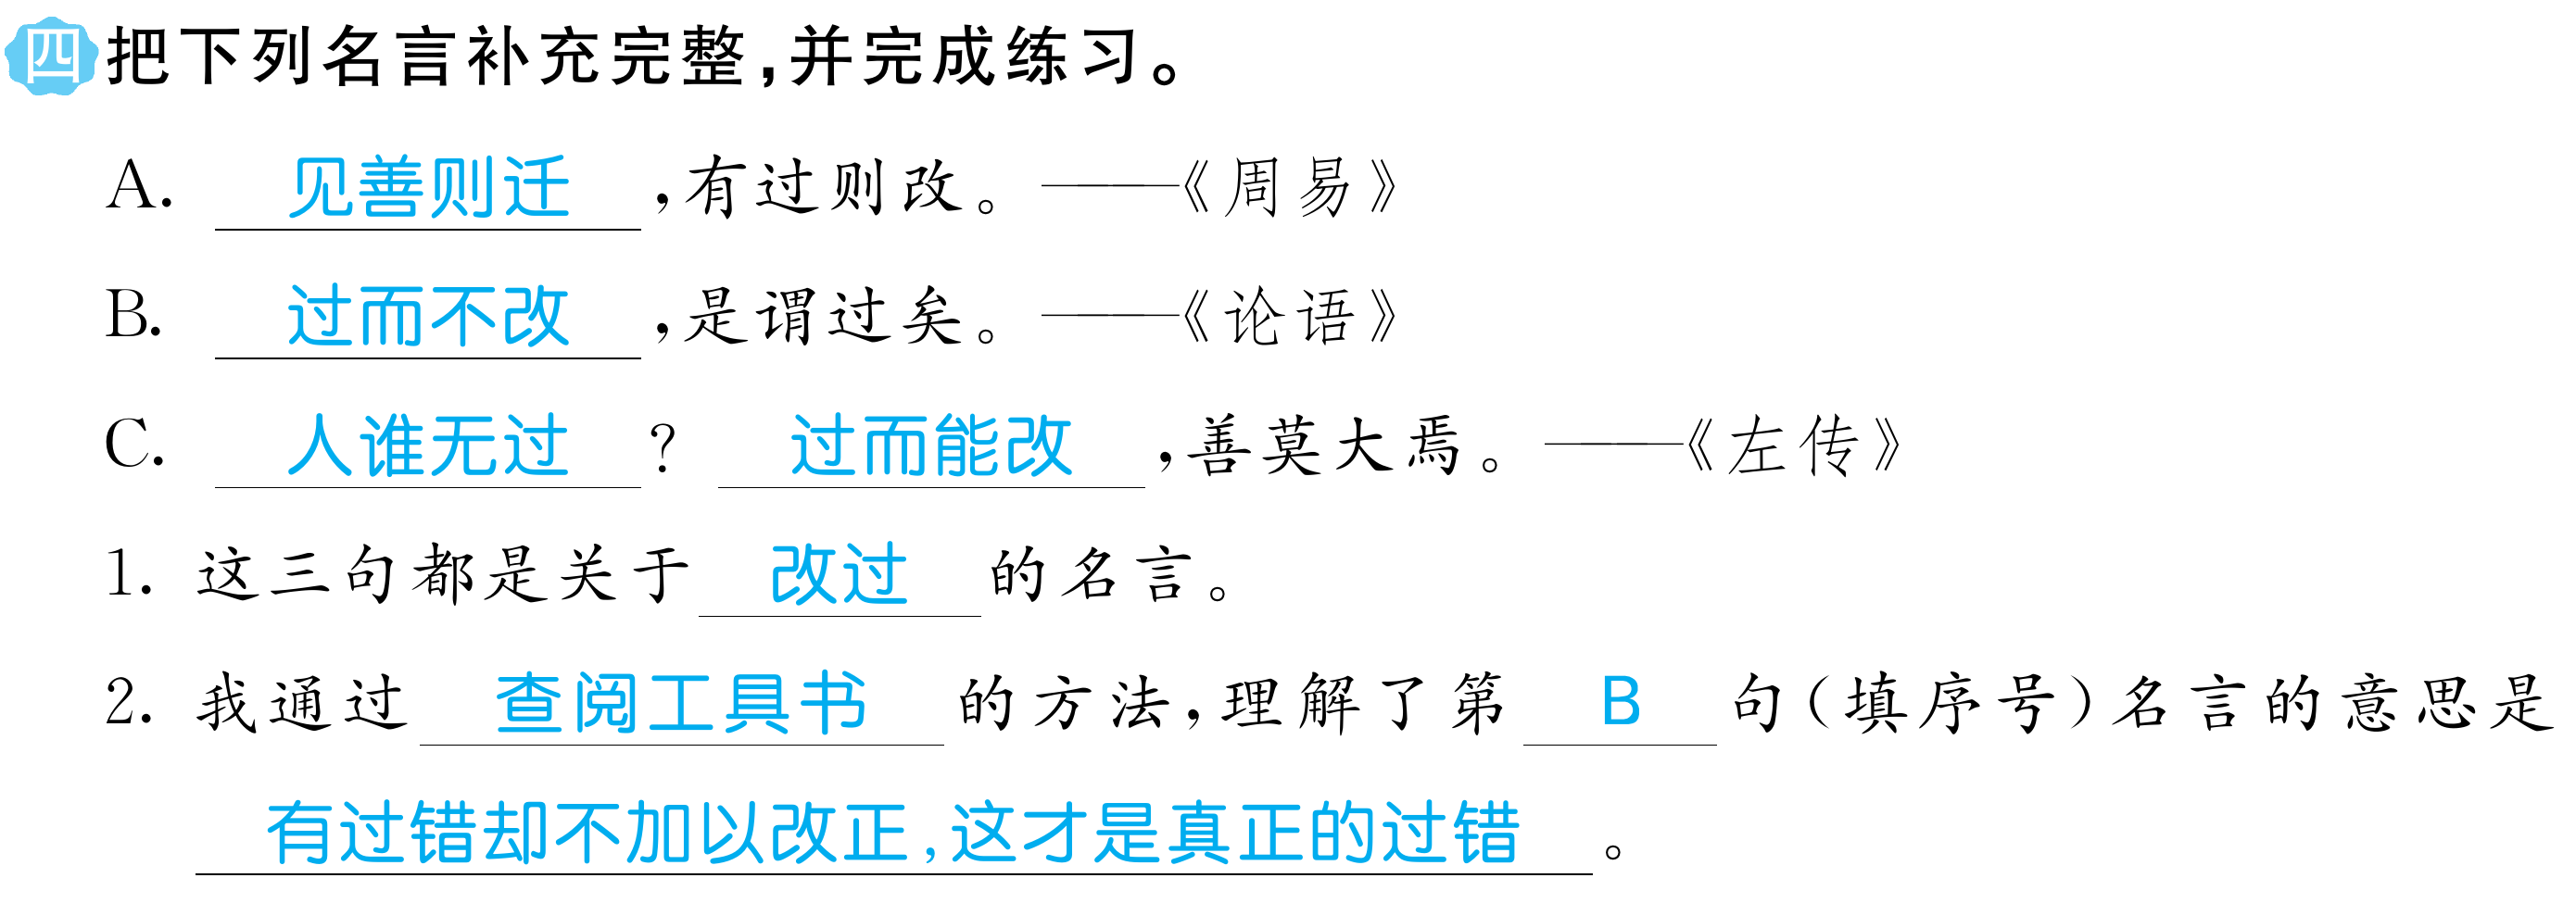 四 把下列名言补充完整,并完成练习。
A. 见善则迁,有过则改。——《周易》
B. 过而不改,是谓过矣。——《论语》
C. 人谁无过？过而能改,善莫大焉。——《左传》
1. 这三句都是关于 改过 的名言。
2. 我通过 查阅工具书 的方法,理解了第 B 句(填序号)名言的意思是
有过错却不加以改正,这才是真正的过错。